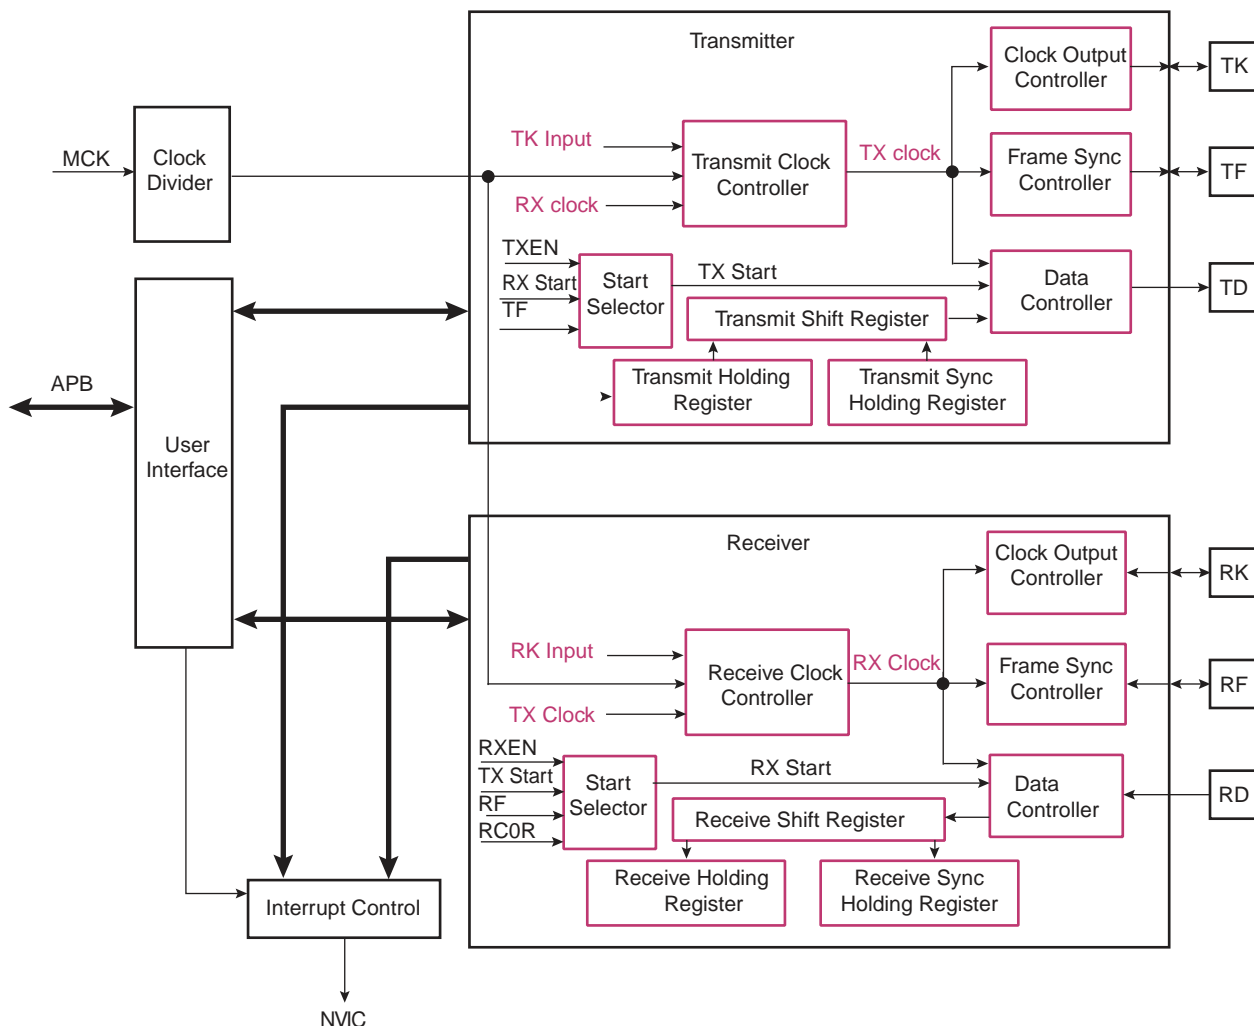 Transmitter
Clock Output
Controller
TK
MCK
Clock
Divider
TK Input
Transmit Clock
Controller
TX clock
Frame Sync
Controller
TF
RX clock
TXEN
RX Start
TF
Start
Selector
TX Start
Data
Controller
TD
Transmit Shift Register
Transmit Holding
Register
Transmit Sync
Holding Register
APB
User
Interface
Receiver
Clock Output
Controller
RK
RK Input
Receive Clock
Controller
RX Clock
Frame Sync
Controller
RF
TX Clock
RXEN
TX Start
RF
RC0R
Start
Selector
RX Start
Data
Controller
RD
Receive Shift Register
Receive Holding
Register
Receive Sync
Holding Register
Interrupt Control
NVIC